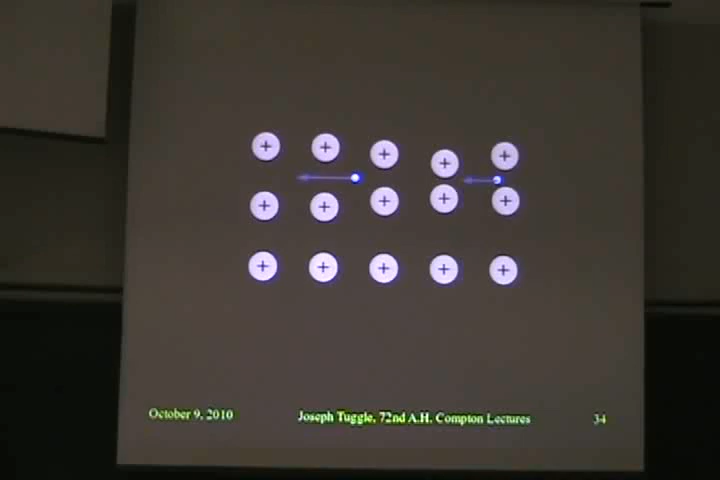 + + + + +
+ + + + +
+ + + + +
October 9, 2010 Joseph Tuggle, 72nd A.H. Compton Lectures 34